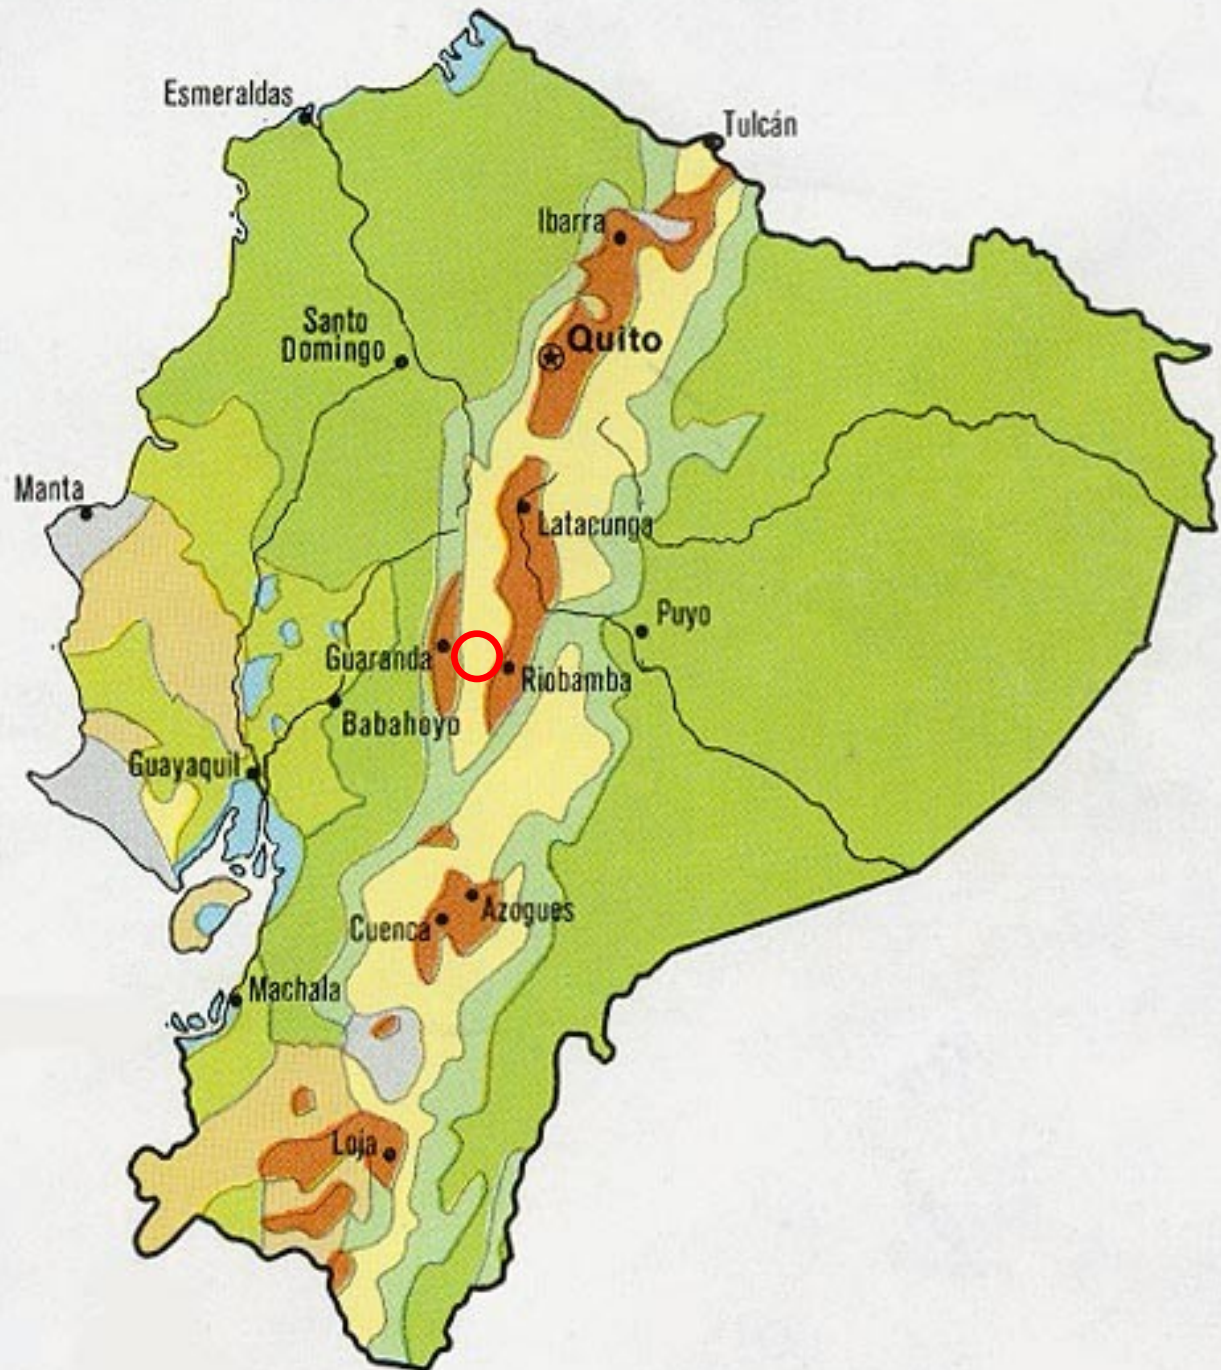 Esmeraldas
Tulcán
Ibarra
Santo
Domingo
Quito
Manta
Latacunga
Puyo
Guaranda
Riobamba
Babahoyo
Guayaquil
Azogues
Cuenca
Machala
Loja